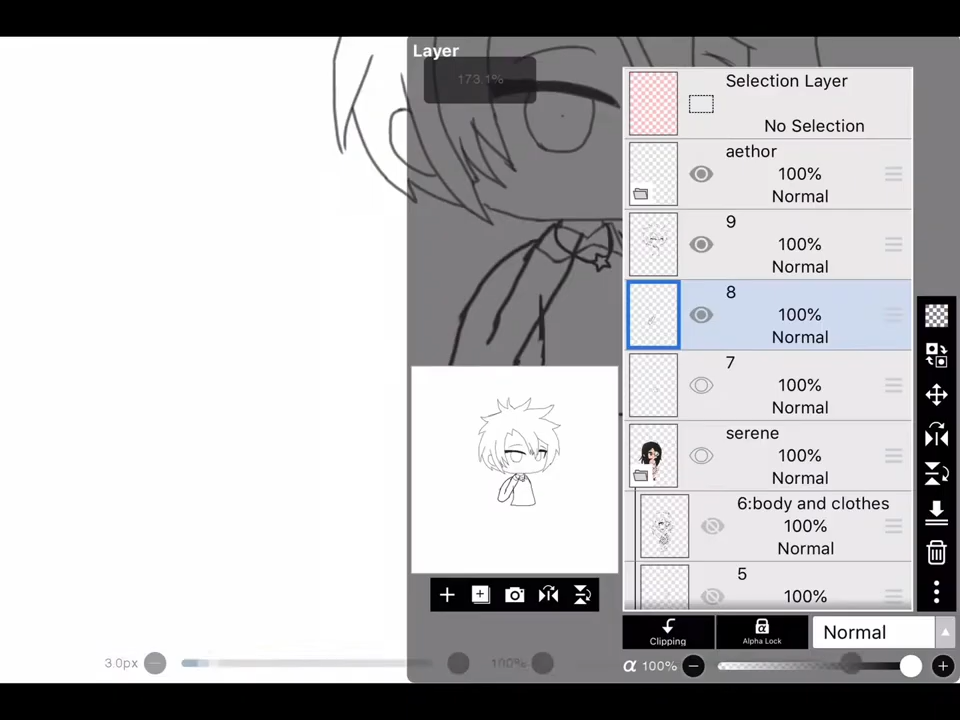 Layer
173.1%
Selection Layer
No Selection
aethor
100%
Normal
9
100%
Normal
8
100%
Normal
7
100%
Normal
serene
100%
Normal
6:body and clothes
100%
Normal
5
100%
Clipping
α
Alpha Lock
Normal
3.0px
100%
α 100%